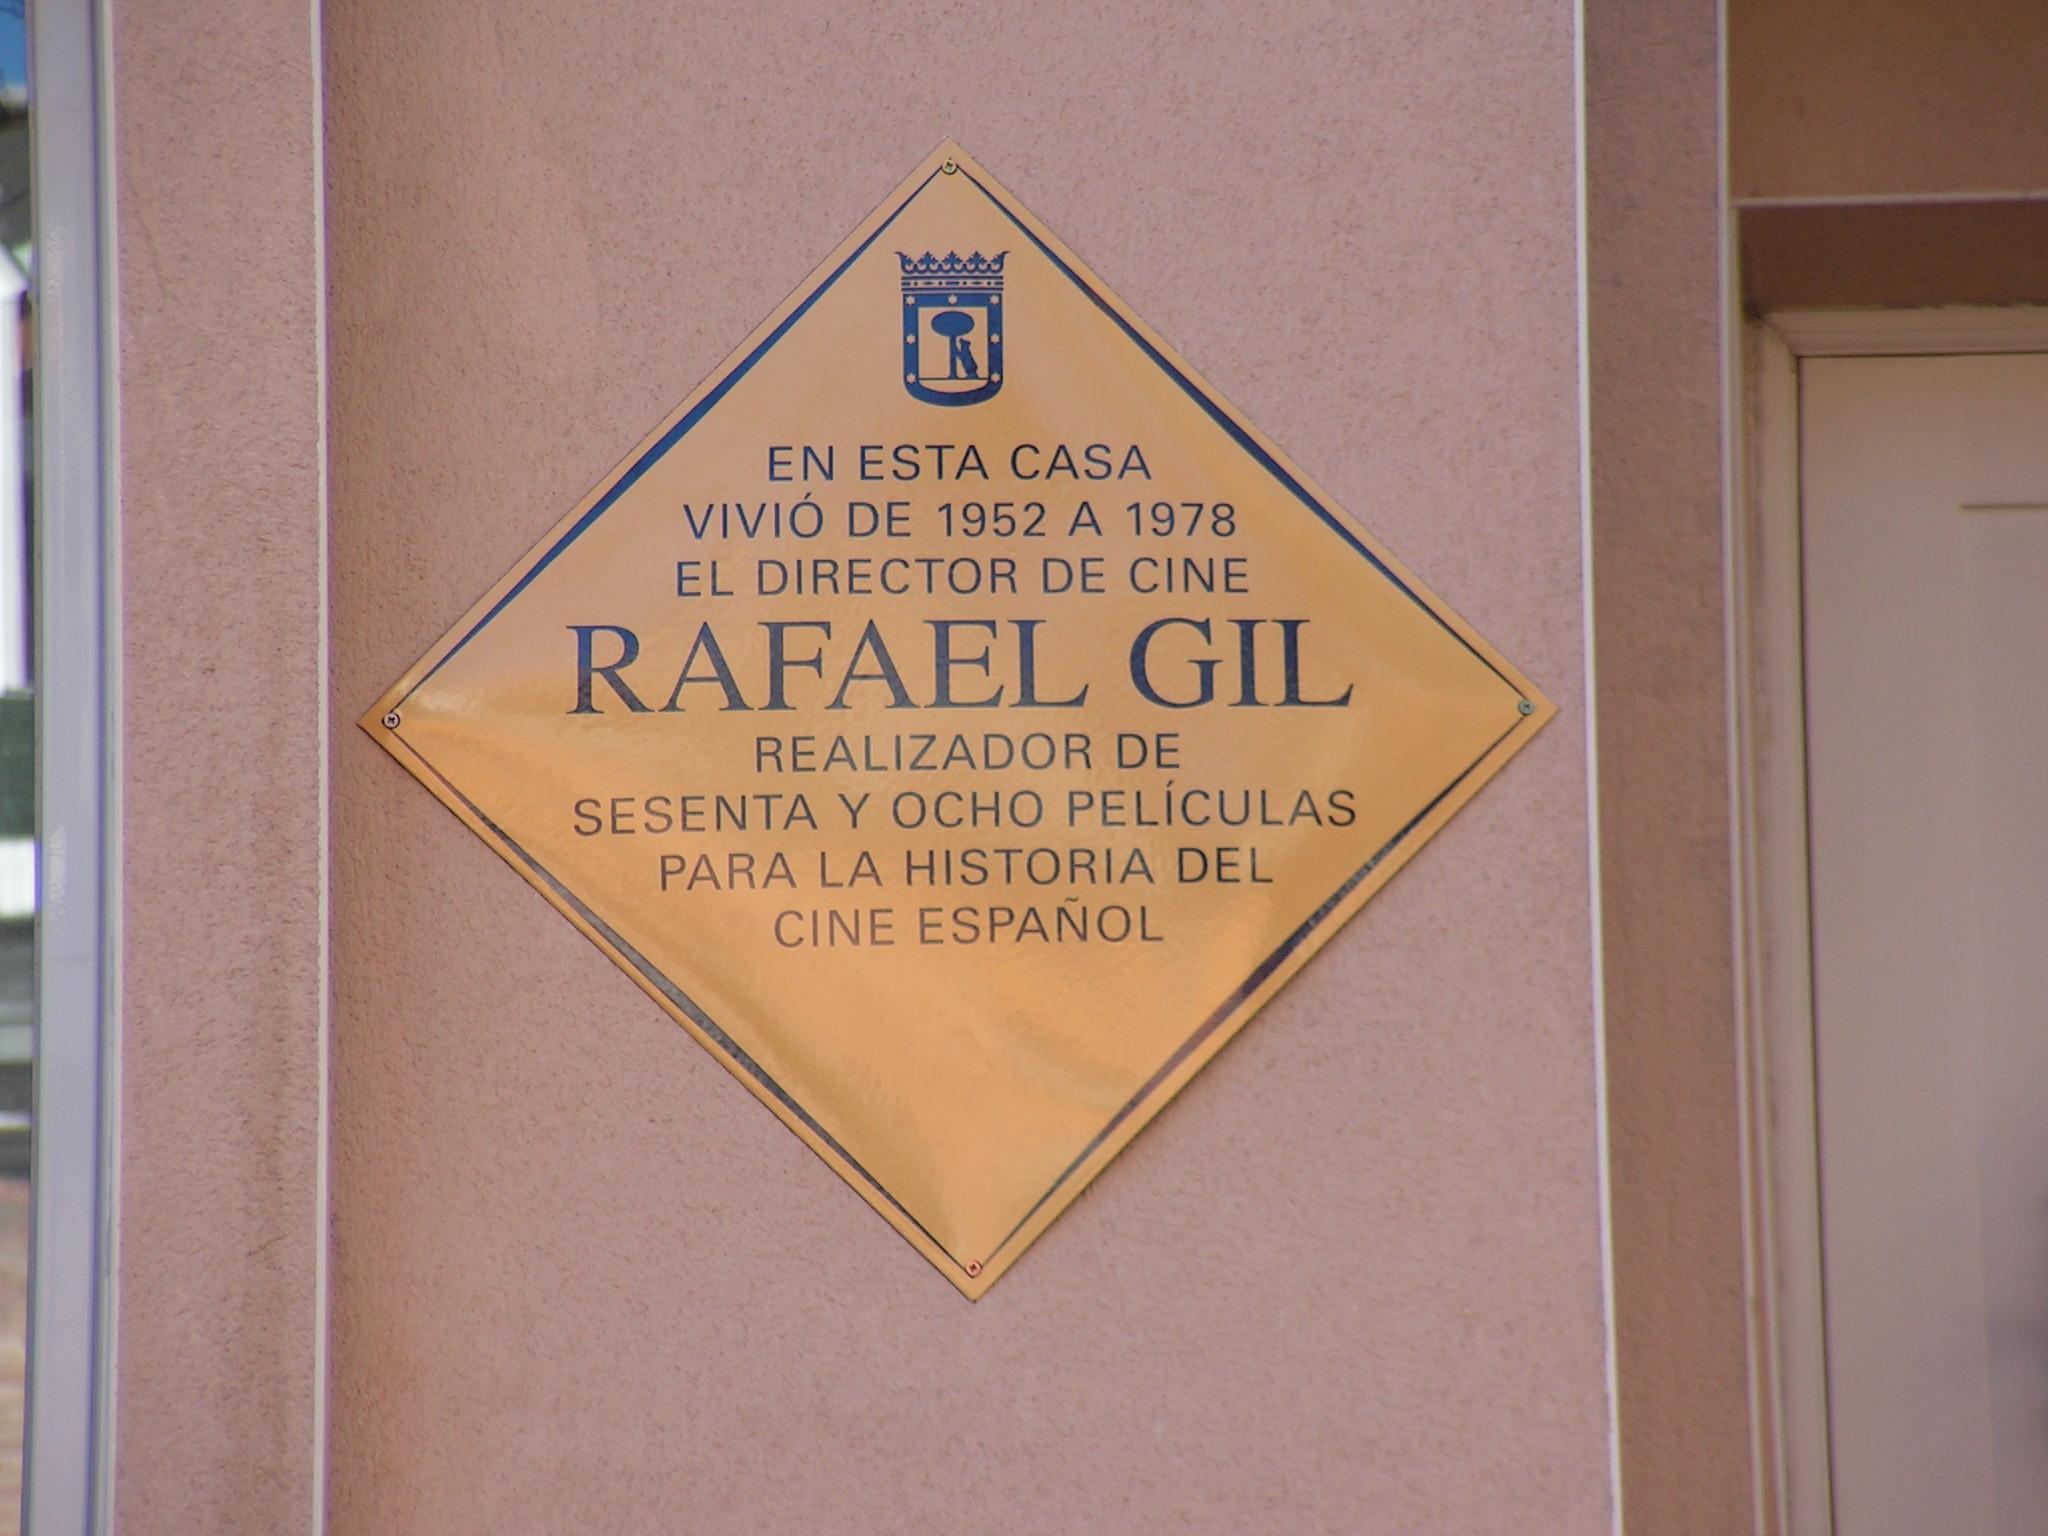 EN ESTA CASA
VIVIÓ DE 1952 A 1978
EL DIRECTOR DE CINE
RAFAEL GIL
REALIZADOR DE
SESENTA Y OCHO PELÍCULAS
PARA LA HISTORIA DEL
CINE ESPAÑOL